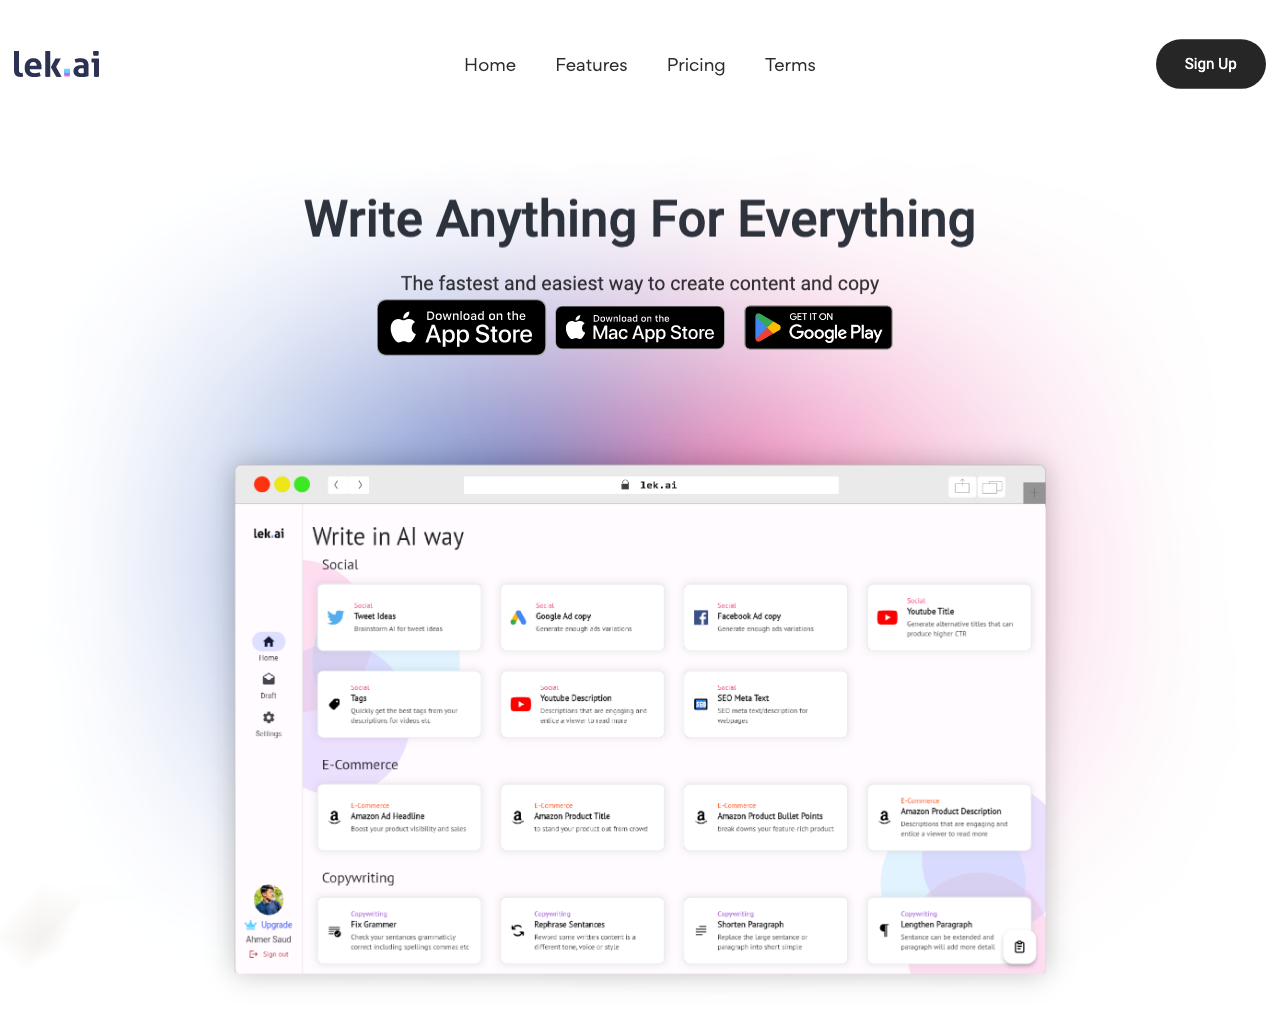 lek.ai
Home
Features
Pricing
Terms
Sign Up
Write Anything For Everything
The fastest and easiest way to create content and copy
Download on the
App Store
Download on the
Mac App Store
GET IT ON
Google Play
lek.ai
lek.ai
Home
Draft
Settings
Upgrade
Ahmer Saud
Sign out
Write in AI way
Social
Social
Tweet Ideas
Brainstorm AI for tweet ideas
Social
Google Ad copy
Generate enough ads variations
Social
Facebook Ad copy
Generate enough ads variations
Social
Youtube Title
Generate alternative titles that can
produce higher CTR
Social
Tags
Quickly get the best tags from your
descriptions for videos etc
Social
Youtube Description
Descriptions that are engaging and
entice a viewer to read more
Social
SEO
SEO Meta Text
SEO meta text/description for
webpages
E-Commerce
E-Commerce
Amazon Ad Headline
Boost your product visibility and sales
E-Commerce
Amazon Product Title
to stand your product out from crowd
E-Commerce
Amazon Product Bullet Points
break downs your feature-rich product
E-Commerce
Amazon Product Description
Descriptions that are engaging and
entice a viewer to read more
Copywriting
Copywriting
Fix Grammer
Check your sentances grammaticly
correct including spellings commas etc
Copywriting
Rephrase Sentances
Reword some written content is a
different tone, voice or style
Copywriting
Shorten Paragraph
Replace the large sentance or
paragraph into short simple
Copywriting
Lengthen Paragraph
Sentance can be extended and
paragraph will add more detail